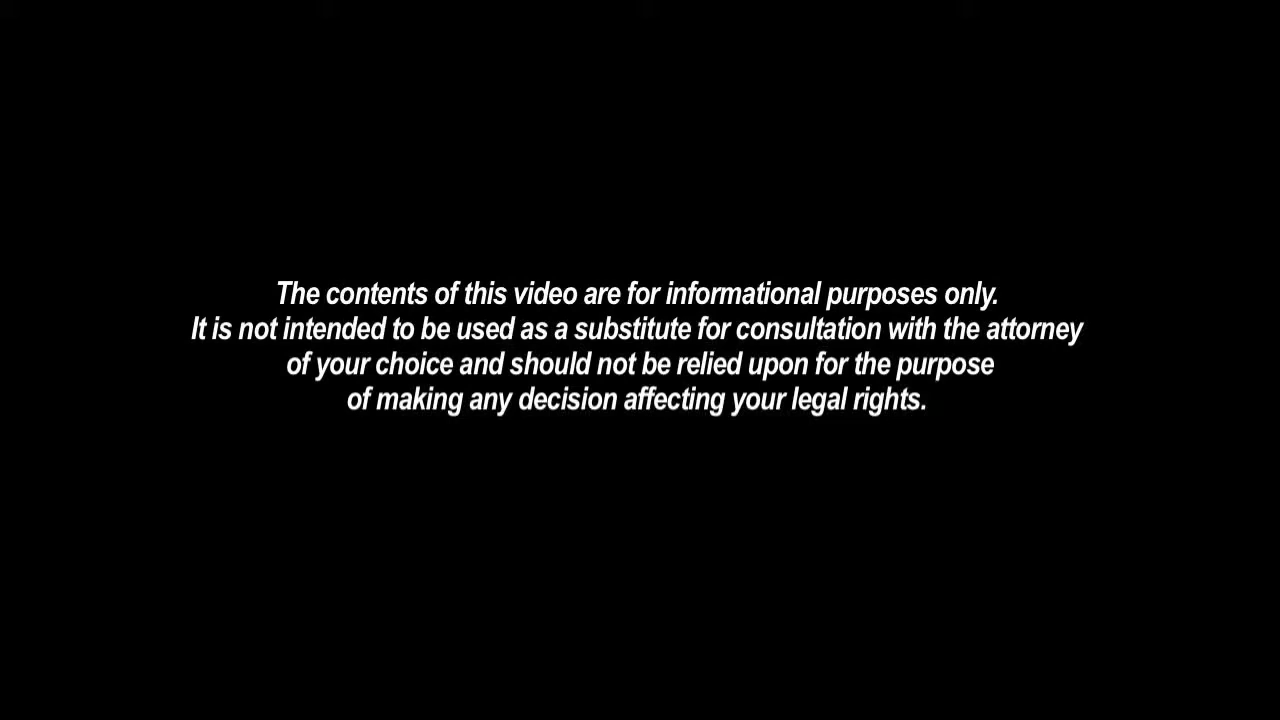 The contents of this video are for informational purposes only.
It is not intended to be used as a substitute for consultation with the attorney
of your choice and should not be relied upon for the purpose
of making any decision affecting your legal rights.